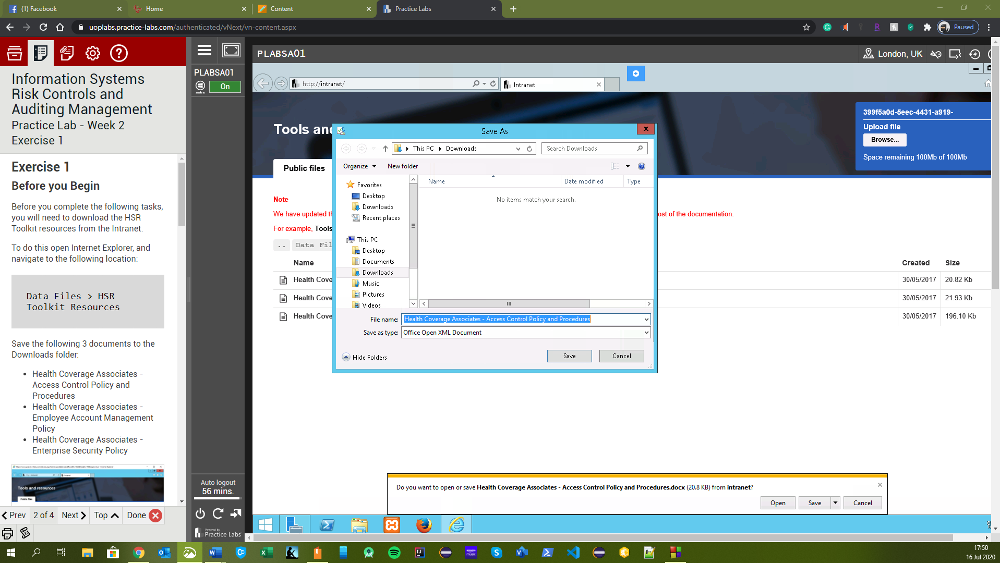 (1) Facebook
Home
Content
Practice Labs
uoplabs.practice-labs.com/authenticated/vNext/vn-content.aspx
Paused
Information Systems
Risk Controls and
Auditing Management
Practice Lab - Week 2
Exercise 1
Exercise 1
Before you Begin
Before you complete the following tasks,
you will need to download the HSR
Toolkit resources from the Intranet.
To do this open Internet Explorer, and
navigate to the following location:
Data Files > HSR
Toolkit Resources
Save the following 3 documents to the
Downloads folder:
• Health Coverage Associates -
Access Control Policy and
Procedures
• Health Coverage Associates -
Employee Account Management
Policy
• Health Coverage Associates -
Enterprise Security Policy
Tools and resources
Public files
Prev
2 of 4
Next
Top
Done
PLABSA01
On
Auto logout
56 mins.
Powered by
Practice Labs
PLABSA01
London, UK
http://intranet/
Intranet
Tools and
399f5a0d-5eec-4431-a919-
Upload file
Browse...
Space remaining 100Mb of 100Mb
Public files
Note
We have updated th
ost of the documentation.
For example, Tools
..
Data Fil
Name
Created
Size
Health Cove
30/05/2017
20.82 Kb
Health Cove
30/05/2017
21.93 Kb
Health Cove
30/05/2017
196.10 Kb
Save As
This PC
Downloads
Search Downloads
Organize
New folder
Favorites
Desktop
Downloads
Recent places
This PC
Desktop
Documents
Downloads
Music
Pictures
Videos
Name
Date modified
Type
No items match your search.
File name:
Health Coverage Associates - Access Control Policy and Procedures
Save as type:
Office Open XML Document
Hide Folders
Save
Cancel
Do you want to open or save Health Coverage Associates - Access Control Policy and Procedures.docx (20.8 KB) from intranet?
Open
Save
Cancel
17:50
16 Jul 2020